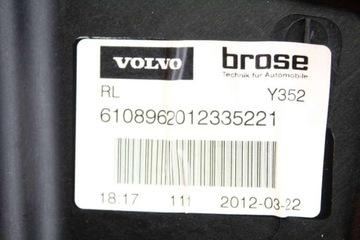 VOLVO brose
Technik für Automobile
RL Y352
6108962012335221
18:17 111 2012-03-22